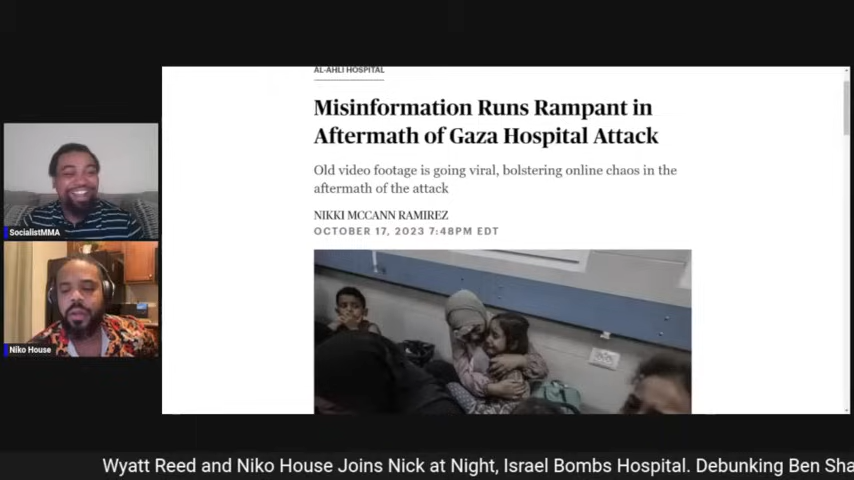 AL-AHLI HOSPITAL
Misinformation Runs Rampant in
Aftermath of Gaza Hospital Attack
Old video footage is going viral, bolstering online chaos in the
aftermath of the attack
NIKKI MCCANN RAMIREZ
OCTOBER 17, 2023 7:48PM EDT
SocialistMMA
Niko House
Wyatt Reed and Niko House Joins Nick at Night, Israel Bombs Hospital. Debunking Ben Sha